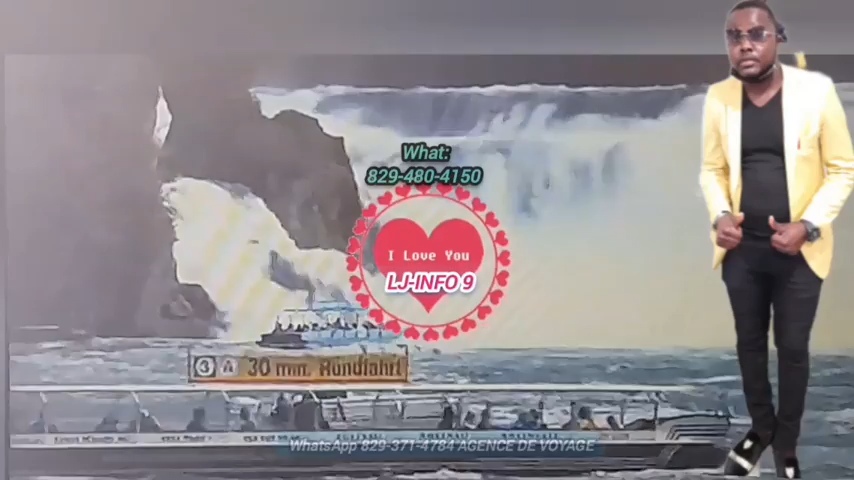 What:
829-480-4150
I Love You
LJ-INFO 9
3 A 30 min. Rundfahrt
WhatsApp 829-371-4784 AGENCE DE VOYAGE